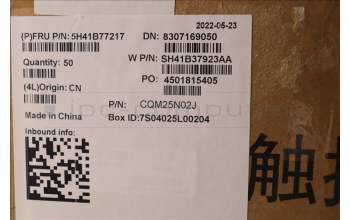 2022-05-23
(P)FRU P/N: 5H41B77217 DN: 8307169050
Quantity: 50 W P/N: SH41B37923AA
(4L)Origin: CN PO: 4501815405
P/N: CQM25N02J
Made in China Box ID:7S04025L00204
Inbound info:
触